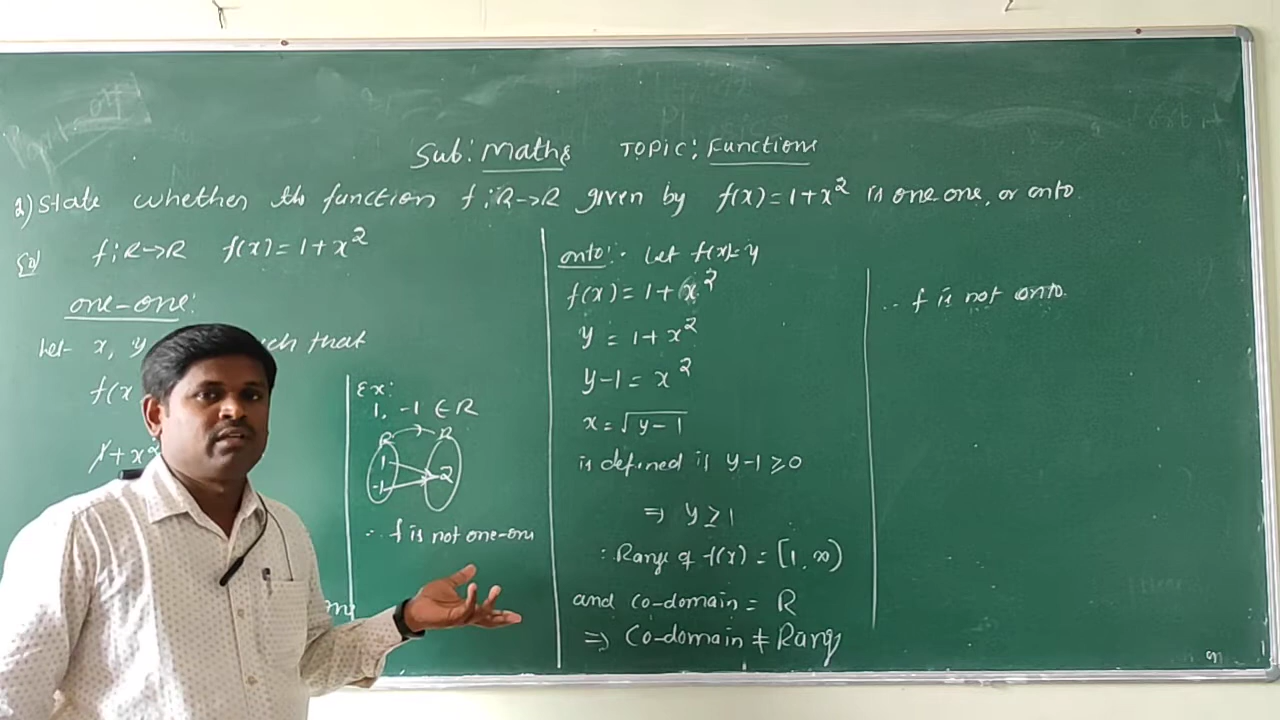 Sub: Maths TOPIC: Functions
2) State whether the function f: R→R given by f(x) = 1+x² is one one, or onto.
Sol f: R→R f(x) = 1+x²
one-one:
Let x, y such that
f(x
1+x²
Ex:
1, -1 ∈ R
R R
1
2
-1
∴ f is not one-one
onto:- Let f(x)=y
f(x) = 1+x²
y = 1+x²
y-1 = x²
x = √y-1
is defined is y-1 ≥ 0
⇒ y ≥ 1
∴ Range of f(x) = [1, ∞)
and Co-domain = R
⇒ Co-domain ≠ Range
∴ f is not onto.